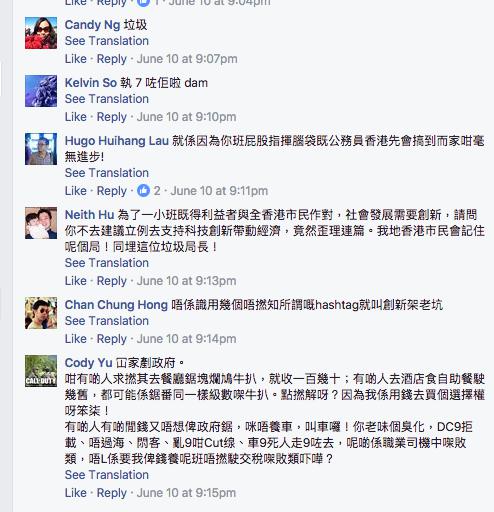 Like · Reply · 1 · June 10 at 9:04pm
Candy Ng 垃圾
See Translation
Like · Reply · June 10 at 9:07pm
Kelvin So 執 7 咗佢啦 dam
See Translation
Like · Reply · June 10 at 9:10pm
Hugo Huihang Lau 就係因為你班屁股指揮腦袋既公務員香港先會搞到而家咁毫
無進步!
See Translation
Like · Reply · 2 · June 10 at 9:11pm
Neith Hu 為了一小班既得利益者與全香港市民作對，社會發展需要創新，請問
你不去建議立例去支持科技創新帶動經濟，竟然歪理連篇。我地香港市民會記住
呢個局！同埋這位垃圾局長！
See Translation
Like · Reply · June 10 at 9:13pm
Chan Chung Hong 唔係識用幾個唔撚知所謂嘅hashtag就叫創新架老坑
See Translation
Like · Reply · June 10 at 9:14pm
Cody Yu 冚家剷政府。
咁有啲人求撚其去餐廳鋸塊爛鳩牛扒，就收一百幾十；有啲人去酒店食自助餐駛
幾舊，都可能係鋸番同一樣級數㗎牛扒。點撚解呀？因為我係用錢去買個選擇權
呀笨柒！
有啲人有啲閒錢又唔想俾政府鋸，咪唔養車，叫車囉！你老味個臭化，DC9拒
載、唔過海、問客、亂9咁Cut線、車9死人走9咗去，呢啲係職業司機中㗎敗
類，唔L係要我俾錢養呢班唔撚駛交稅㗎敗類吓嘩？
See Translation
Like · Reply · June 10 at 9:15pm
CALL OF DUTY